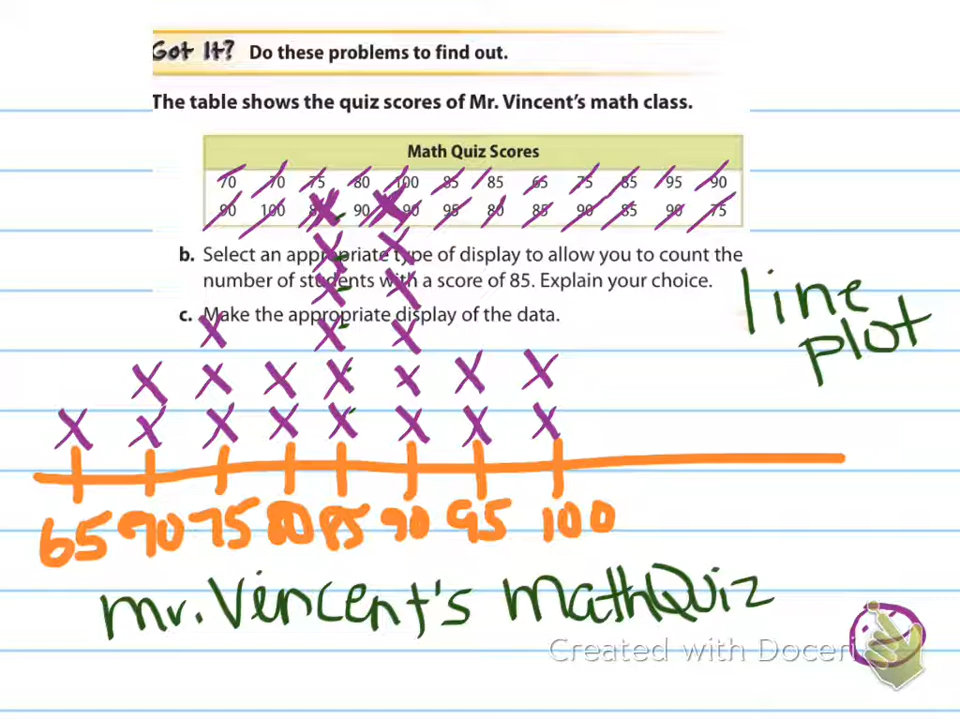 Got It? Do these problems to find out.
The table shows the quiz scores of Mr. Vincent's math class.
Math Quiz Scores
70 70 75 80 100 85 85 65 75 85 95 90
90 100 90 90 95 80 85 90 85 90 75
b. Select an appropriate type of display to allow you to count the
number of students with a score of 85. Explain your choice.
c. Make the appropriate display of the data.
line
plot
X X
X X
X X
X X X
X X X X X X X
X X X X X X X X
65 70 75 80 85 90 95 100
mr. Vincent's mathQuiz
Created with Doceri